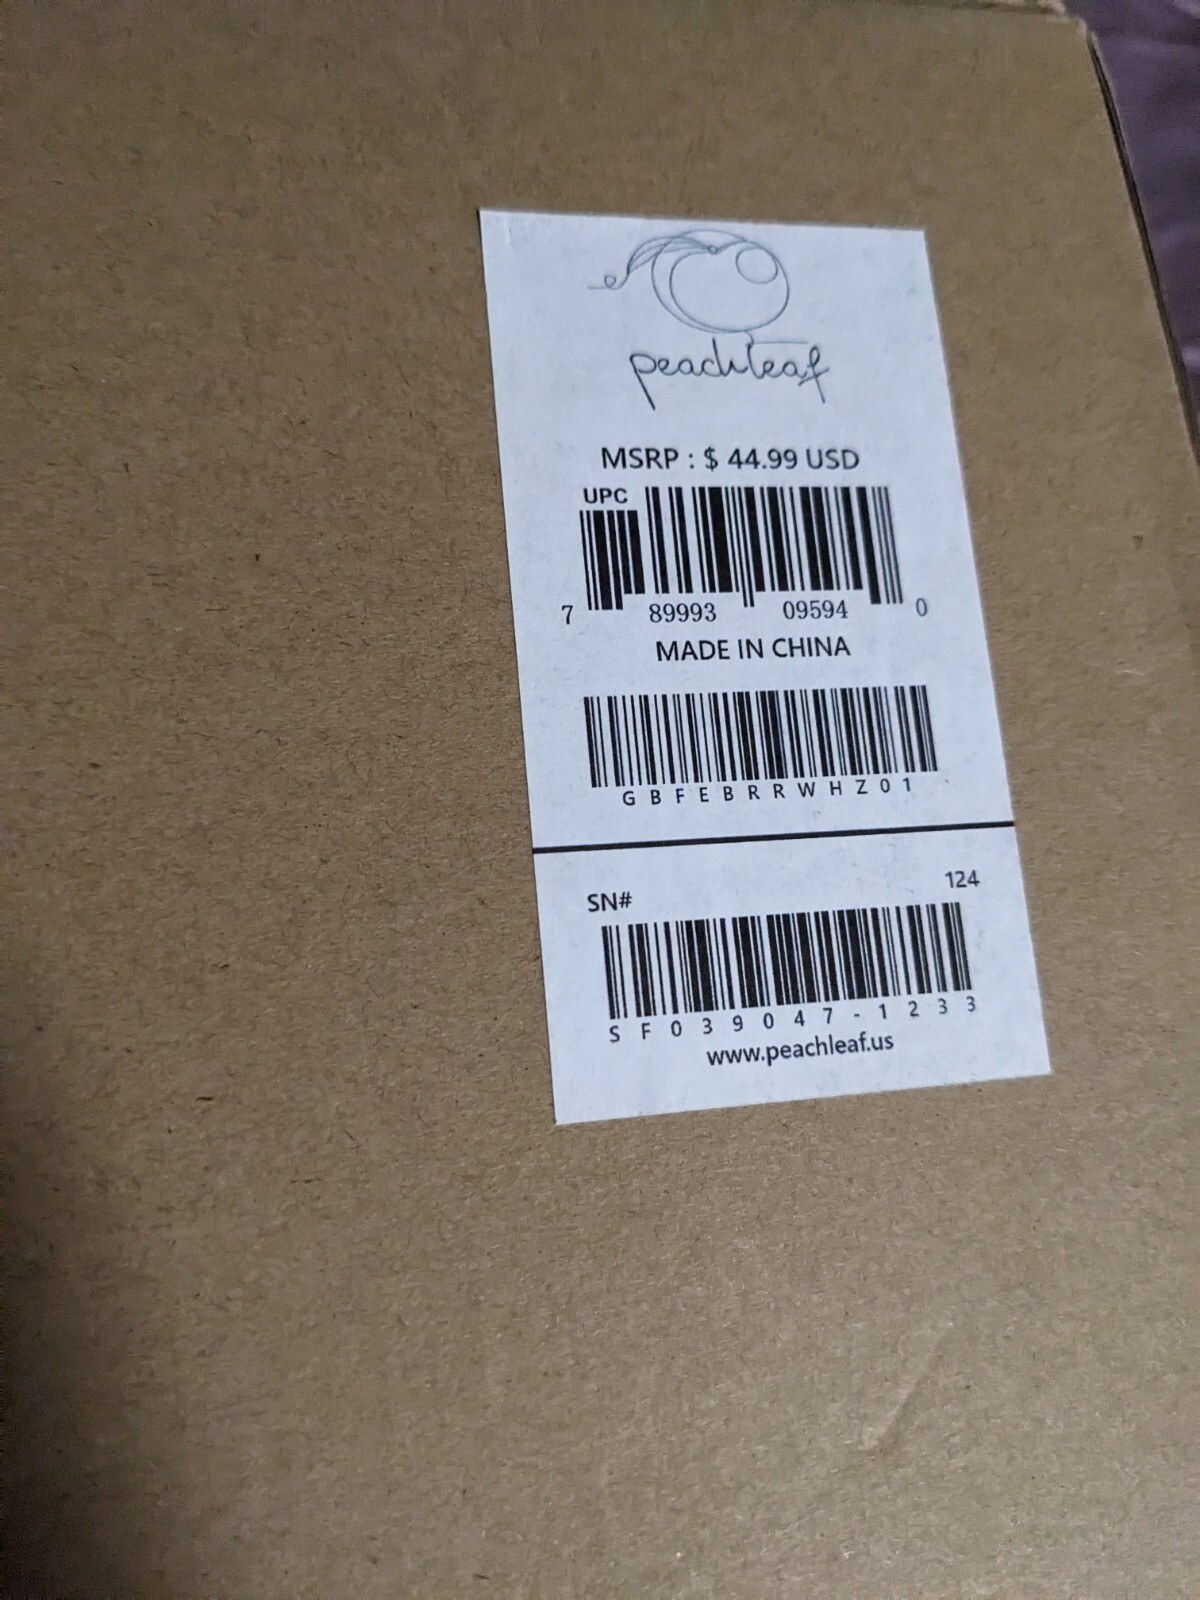 peachleaf
MSRP : $ 44.99 USD
UPC
7 89993 09594 0
MADE IN CHINA
GBFEBRRWHZ01
124
SN#
SF039047-1233
www.peachleaf.us